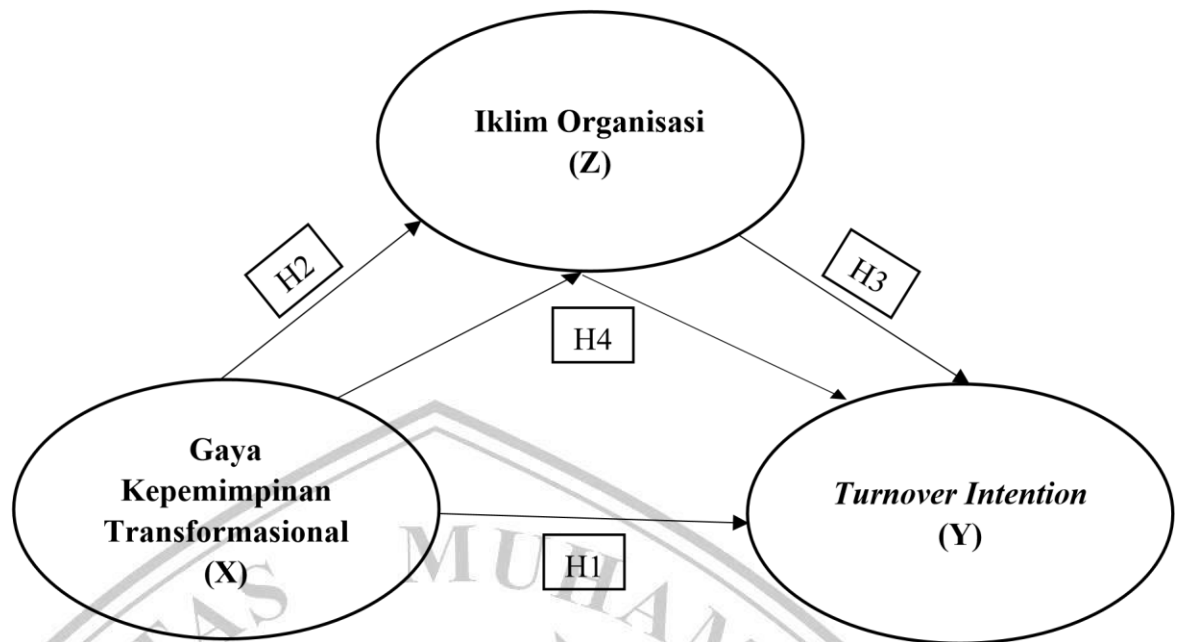 Iklim Organisasi
(Z)
H2
H3
H4
Gaya
Kepemimpinan
Transformasional
(X)
Turnover Intention
(Y)
H1